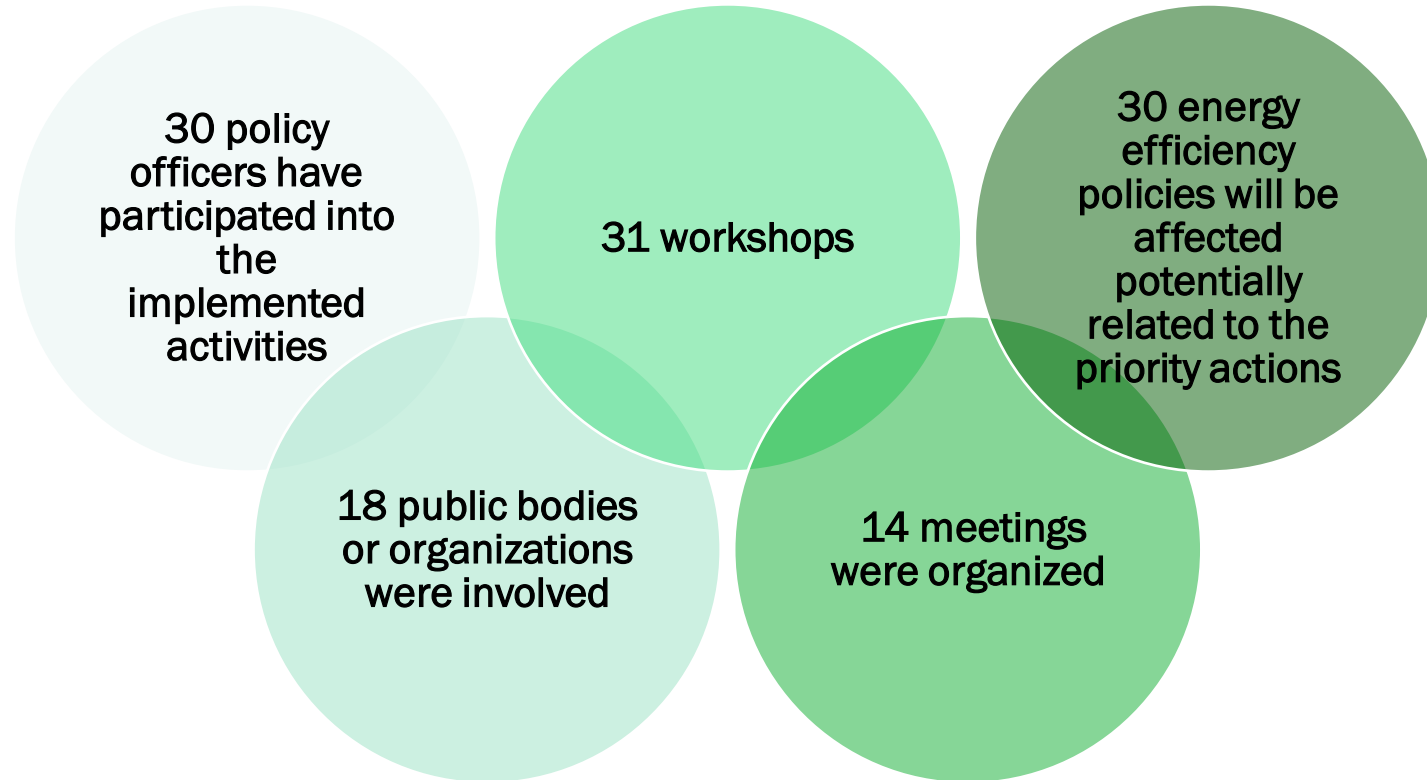 30 policy
officers have
participated into
the
implemented
activities
31 workshops
30 energy
efficiency
policies will be
affected
potentially
related to the
priority actions
18 public bodies
or organizations
were involved
14 meetings
were organized